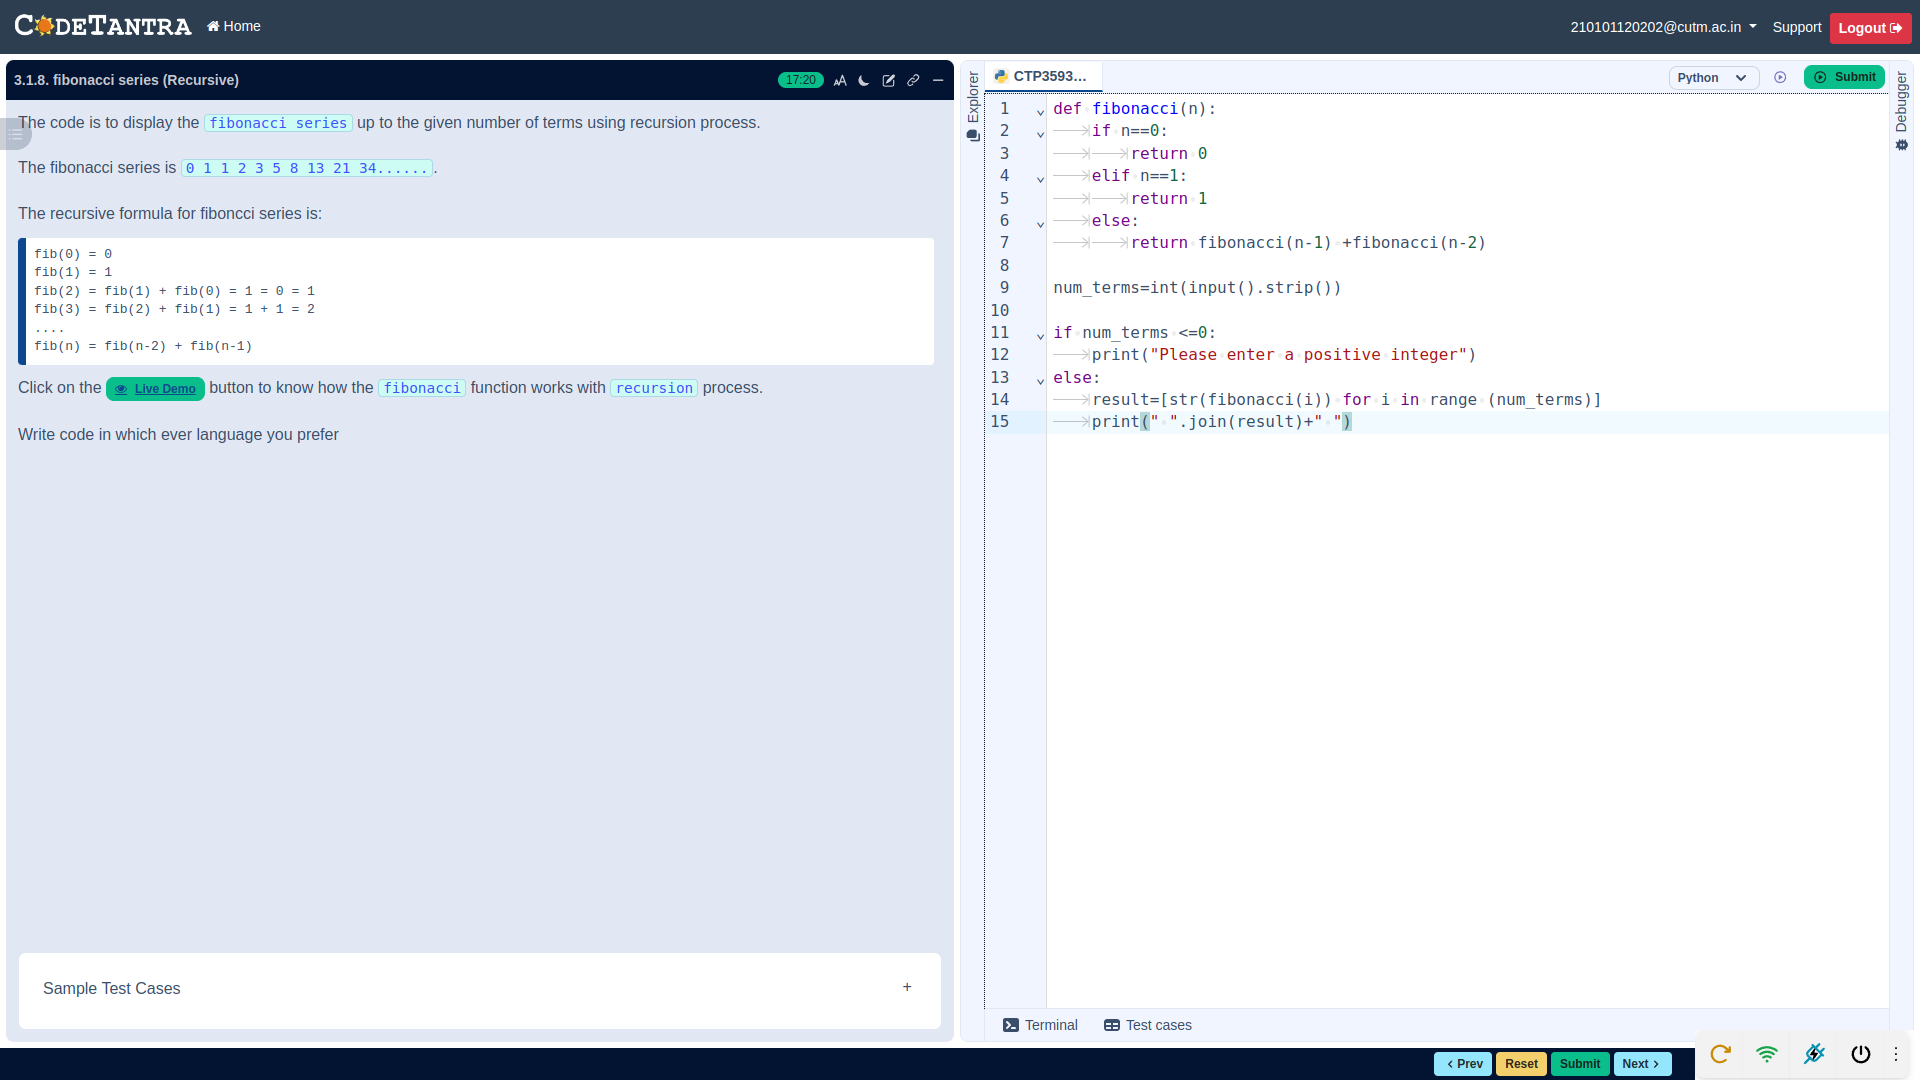 CODETANTRA Home
210101120202@cutm.ac.in Support Logout
3.1.8. fibonacci series (Recursive) 17:20
The code is to display the fibonacci series up to the given number of terms using recursion process.
The fibonacci series is 0 1 1 2 3 5 8 13 21 34.......
The recursive formula for fiboncci series is:
fib(0) = 0
fib(1) = 1
fib(2) = fib(1) + fib(0) = 1 = 0 = 1
fib(3) = fib(2) + fib(1) = 1 + 1 = 2
....
fib(n) = fib(n-2) + fib(n-1)
Click on the Live Demo button to know how the fibonacci function works with recursion process.
Write code in which ever language you prefer
Sample Test Cases +
Explorer
CTP3593...
Python Submit
Debugger
1 def fibonacci(n):
2 if n==0:
3 return 0
4 elif n==1:
5 return 1
6 else:
7 return fibonacci(n-1) +fibonacci(n-2)
8
9 num_terms=int(input().strip())
10
11 if num_terms <=0:
12 print("Please enter a positive integer")
13 else:
14 result=[str(fibonacci(i)) for i in range (num_terms)]
15 print(" ".join(result)+" ")
Terminal Test cases
Prev Reset Submit Next